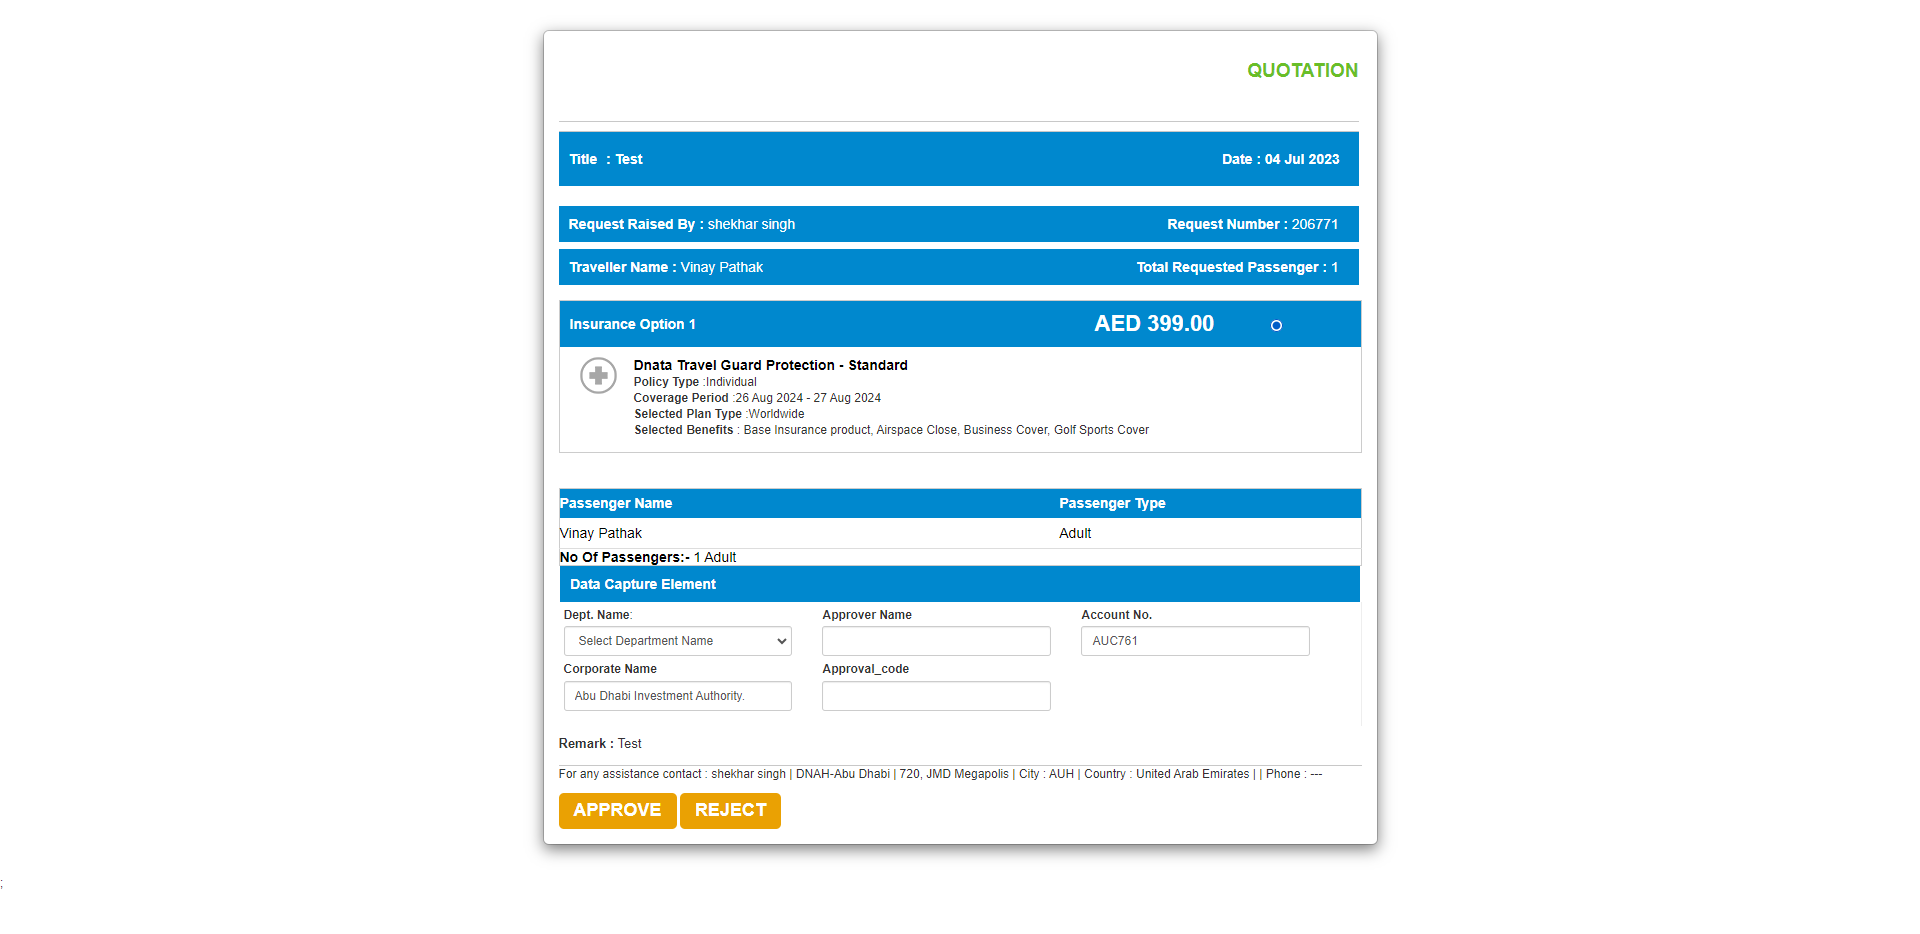 QUOTATION
Title : Test Date : 04 Jul 2023
Request Raised By : shekhar singh Request Number : 206771
Traveller Name : Vinay Pathak Total Requested Passenger : 1
Insurance Option 1 AED 399.00
Dnata Travel Guard Protection - Standard
Policy Type :Individual
Coverage Period :26 Aug 2024 - 27 Aug 2024
Selected Plan Type :Worldwide
Selected Benefits : Base Insurance product, Airspace Close, Business Cover, Golf Sports Cover
Passenger Name Passenger Type
Vinay Pathak Adult
No Of Passengers:- 1 Adult
Data Capture Element
Dept. Name: Approver Name Account No.
Select Department Name AUC761
Corporate Name Approval_code
Abu Dhabi Investment Authority.
Remark : Test
For any assistance contact : shekhar singh | DNAH-Abu Dhabi | 720, JMD Megapolis | City : AUH | Country : United Arab Emirates | | Phone : ---
APPROVE REJECT
;